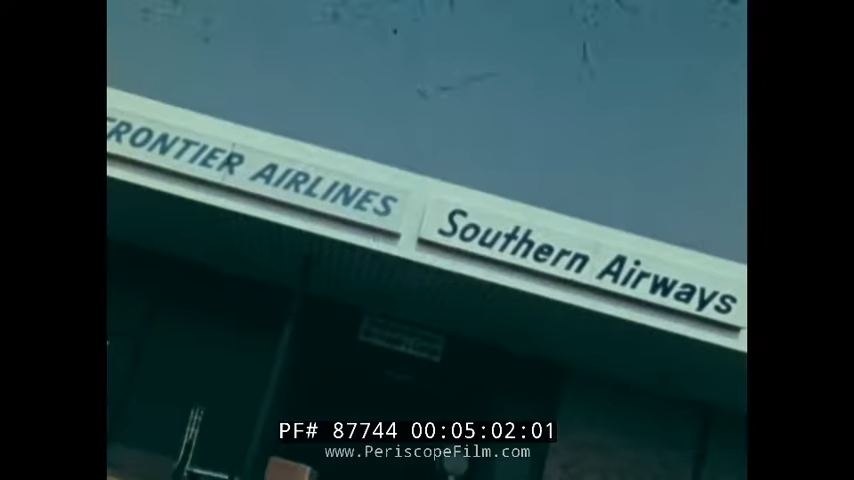 FRONTIER AIRLINES
Southern Airways
PF# 87744 00:05:02:01
www.PeriscopeFilm.com